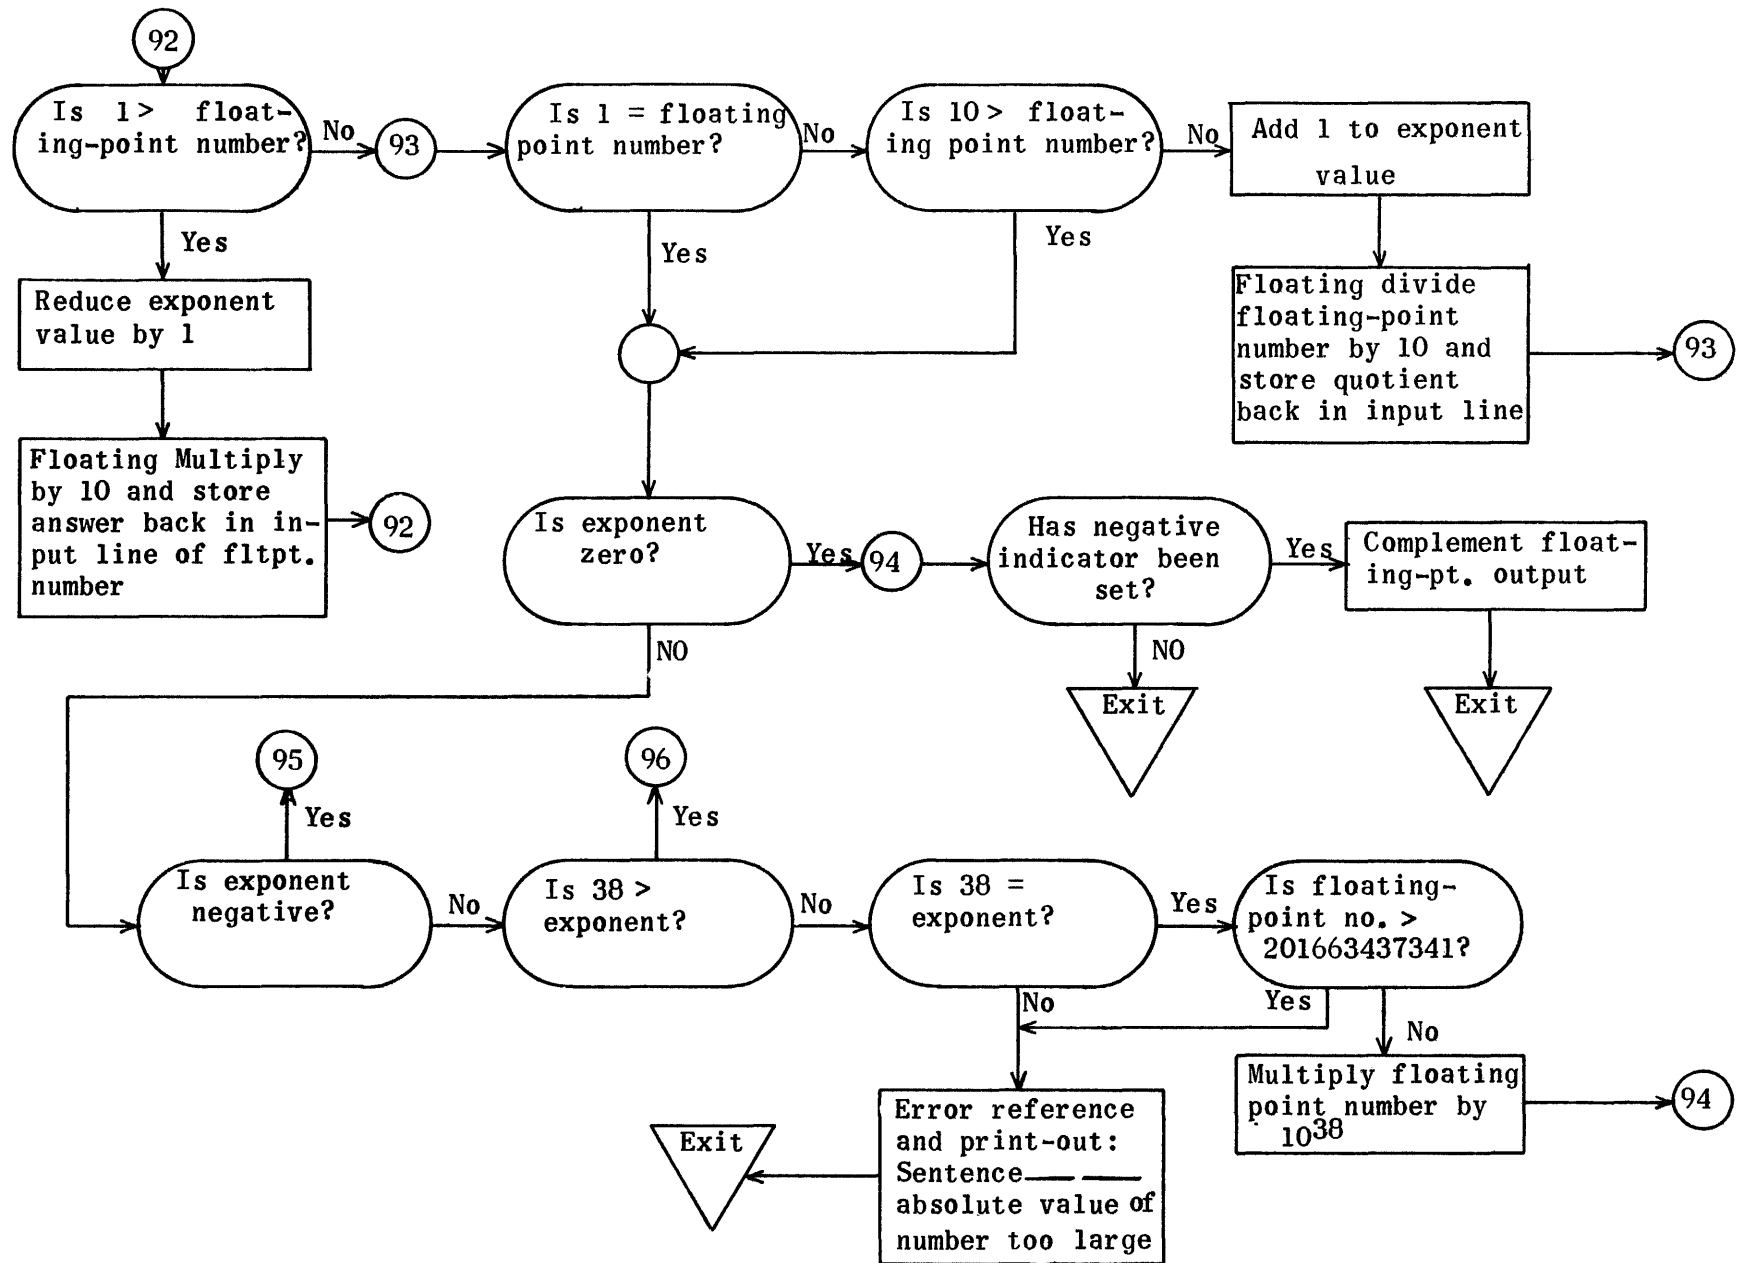 92
Is 1 > float-
ing-point number?
No
93
Is 1 = floating
point number?
No
Is 10 > float-
ing point number?
No
Add 1 to exponent
value
Yes
Yes
Yes
Reduce exponent
value by 1
Floating divide
floating-point
number by 10 and
store quotient
back in input line
93
Floating Multiply
by 10 and store
answer back in in-
put line of fltpt.
number
92
Is exponent
zero?
Yes
94
Has negative
indicator been
set?
Yes
Complement float-
ing-pt. output
NO
NO
Exit
Exit
95
96
Yes
Yes
Is exponent
negative?
No
Is 38 >
exponent?
No
Is 38 =
exponent?
Yes
Is floating-
point no. >
201663437341?
No
Yes
No
Multiply floating
point number by
10³⁸
94
Error reference
and print-out:
Sentence__ __
absolute value of
number too large
Exit